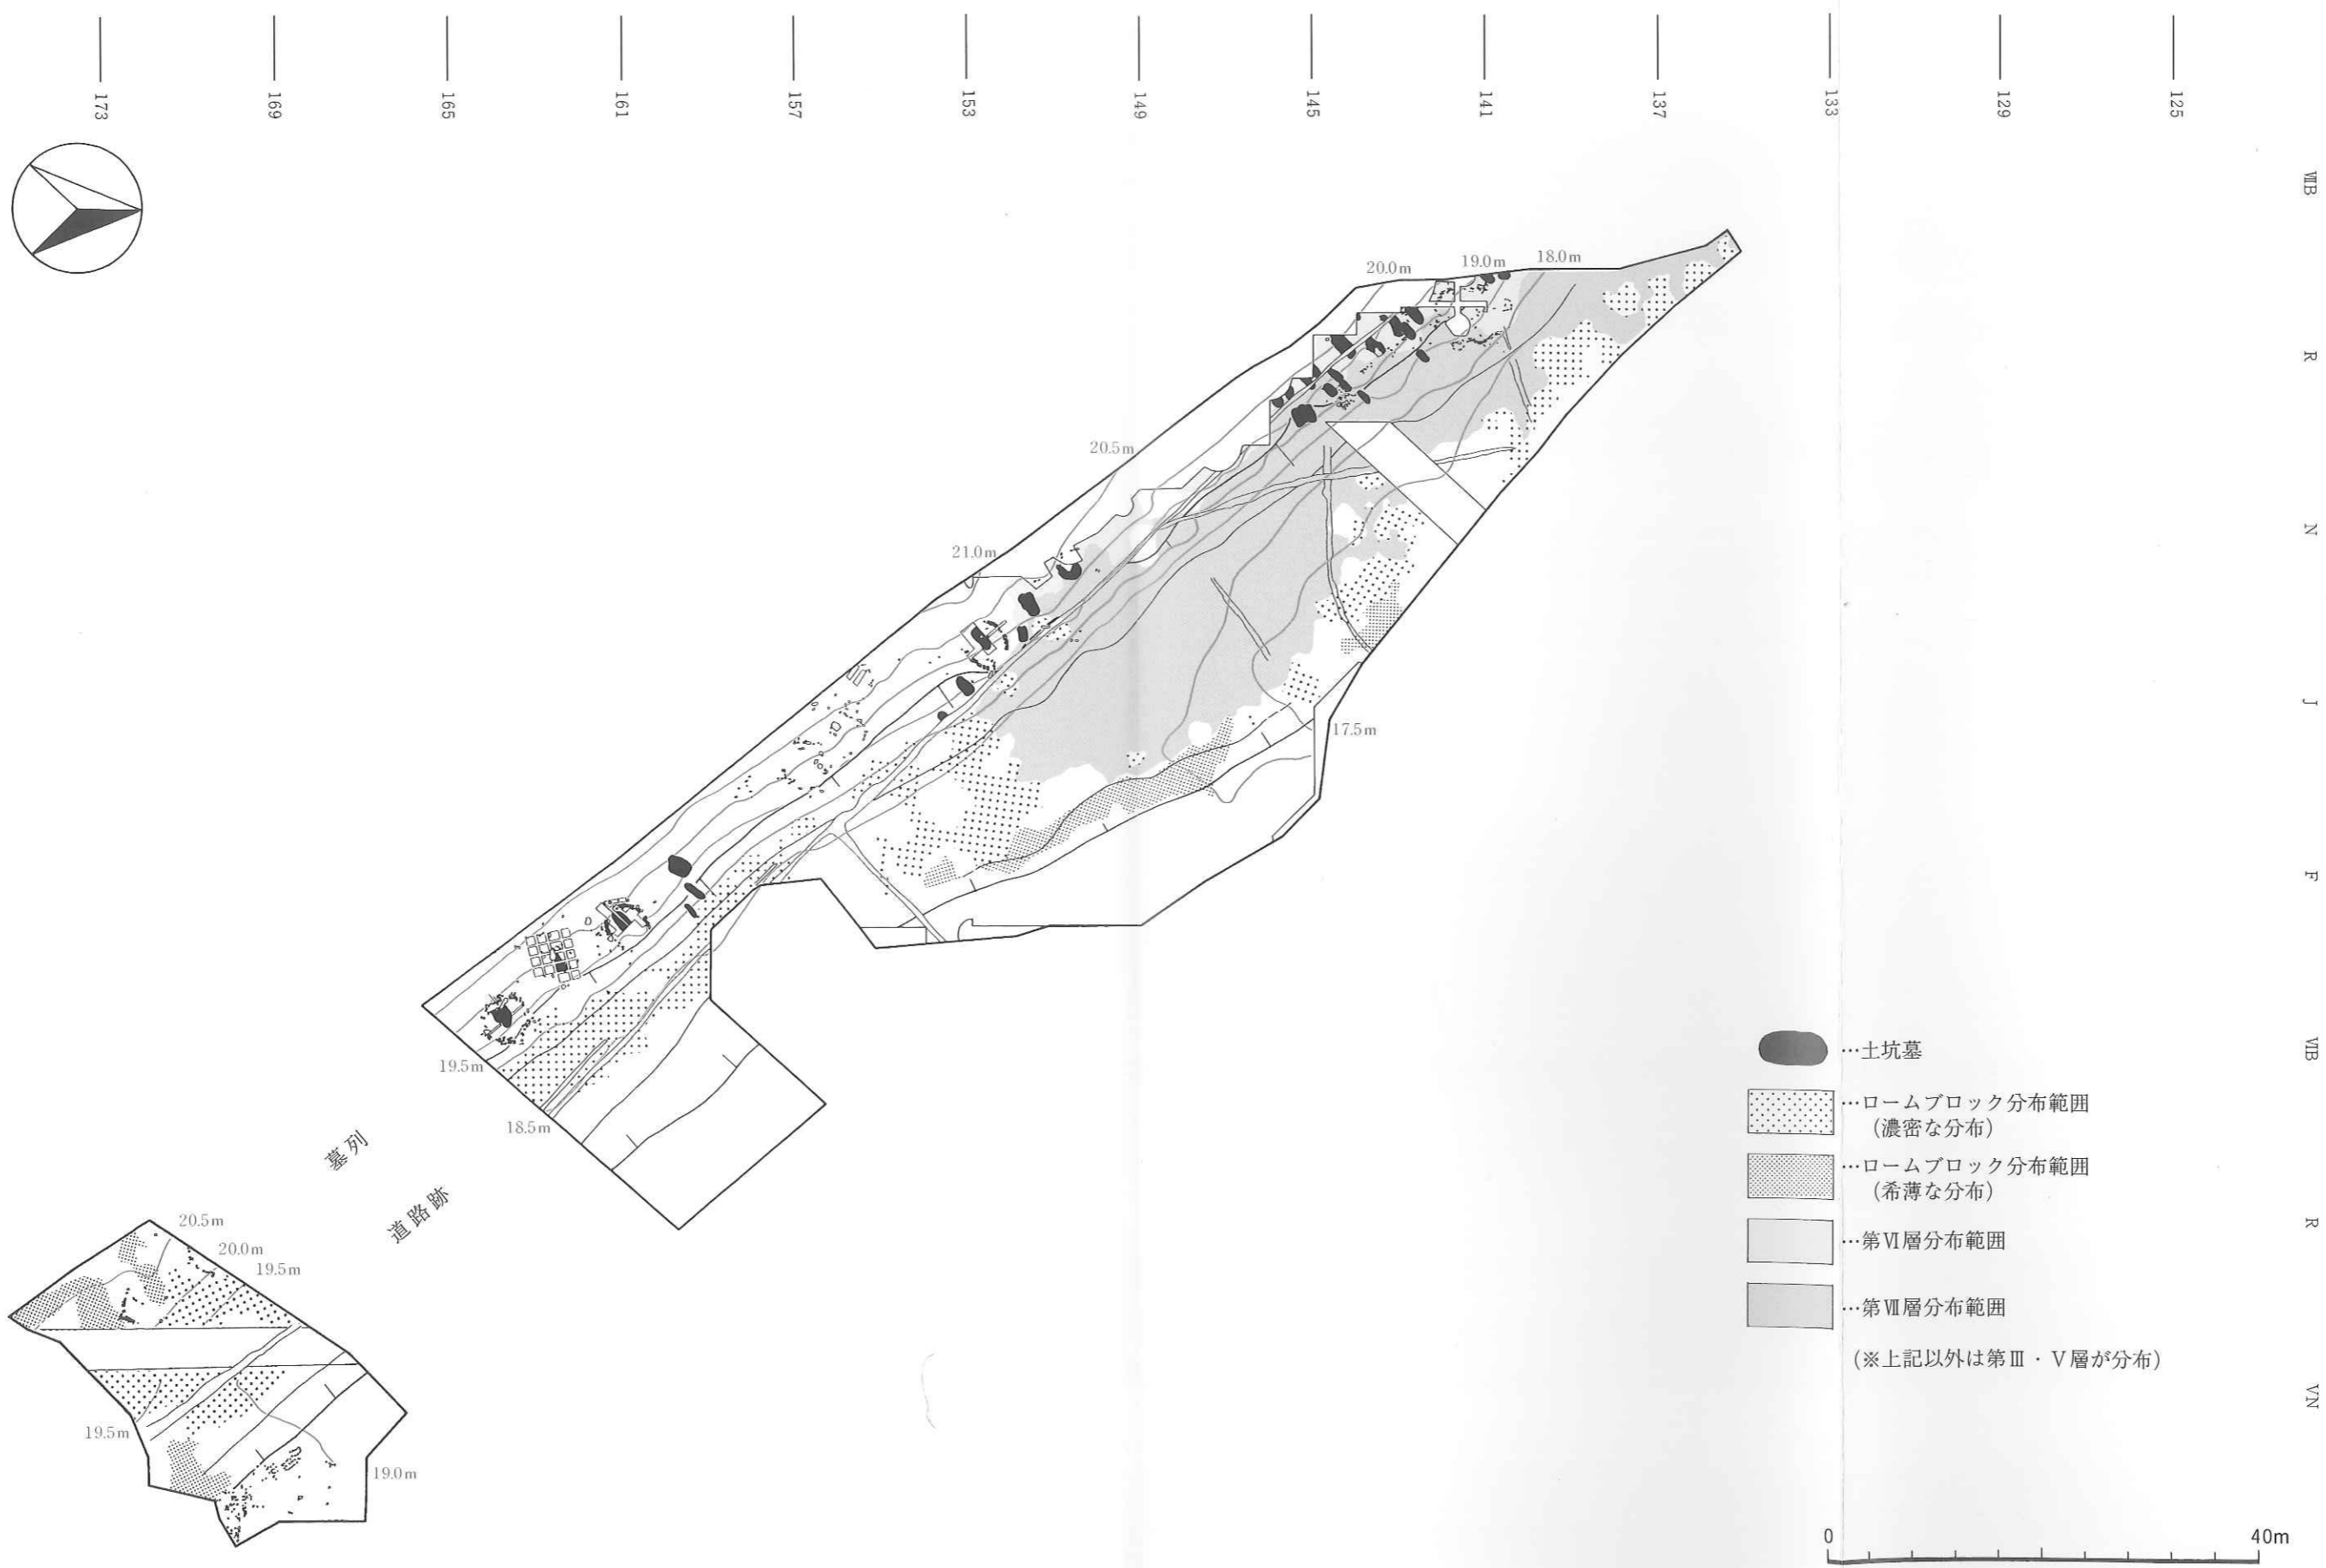 173
169
165
161
157
153
149
145
141
137
133
129
125
ⅧB
R
N
J
F
ⅦB
R
ⅥN
20.0m
19.0m
18.0m
20.5m
21.0m
17.5m
19.5m
18.5m
墓列
道路跡
20.5m
20.0m
19.5m
19.5m
19.0m
…土坑墓
…ロームブロック分布範囲
(濃密な分布)
…ロームブロック分布範囲
(希薄な分布)
…第Ⅵ層分布範囲
…第Ⅶ層分布範囲
(※上記以外は第Ⅲ・Ⅴ層が分布)
0
40m